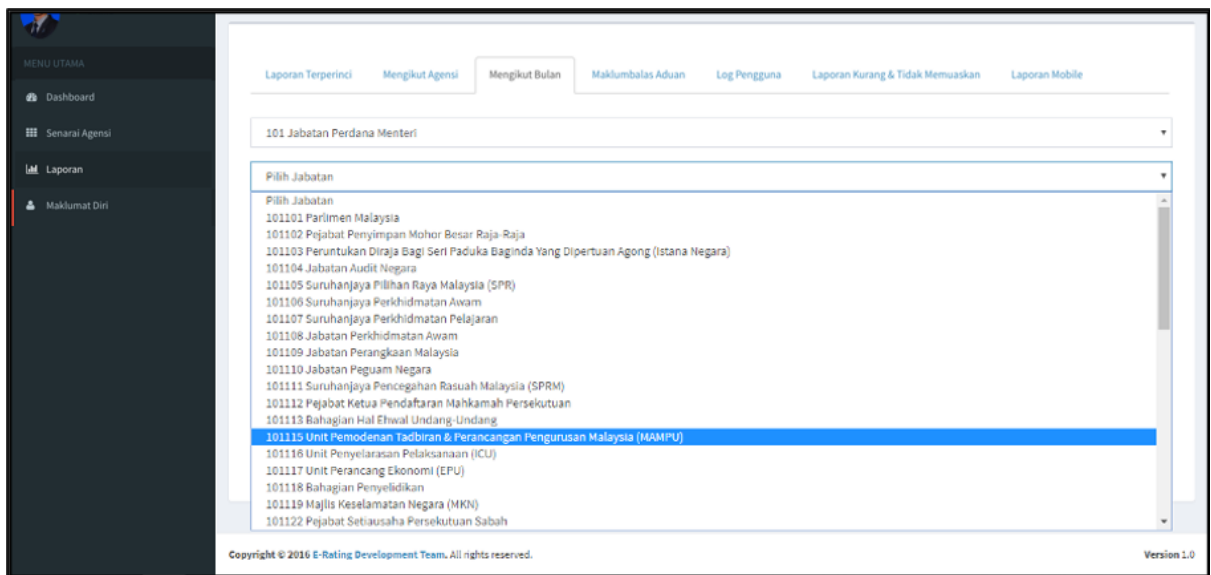 MENU UTAMA
Dashboard
Senarai Agensi
Laporan
Maklumat Diri
Laporan Terperinci Mengikut Agensi Mengikut Bulan Maklumbalas Aduan Log Pengguna Laporan Kurang & Tidak Memuaskan Laporan Mobile
101 Jabatan Perdana Menteri
Pilih Jabatan
Pilih Jabatan
101101 Parlimen Malaysia
101102 Pejabat Penyimpan Mohor Besar Raja-Raja
101103 Peruntukan Diraja Bagi Seri Paduka Baginda Yang Dipertuan Agong (Istana Negara)
101104 Jabatan Audit Negara
101105 Suruhanjaya Pilihan Raya Malaysia (SPR)
101106 Suruhanjaya Perkhidmatan Awam
101107 Suruhanjaya Perkhidmatan Pelajaran
101108 Jabatan Perkhidmatan Awam
101109 Jabatan Perangkaan Malaysia
101110 Jabatan Peguam Negara
101111 Suruhanjaya Pencegahan Rasuah Malaysia (SPRM)
101112 Pejabat Ketua Pendaftaran Mahkamah Persekutuan
101113 Bahagian Hal Ehwal Undang-Undang
101115 Unit Pemodenan Tadbiran & Perancangan Pengurusan Malaysia (MAMPU)
101116 Unit Penyelarasan Pelaksanaan (ICU)
101117 Unit Perancang Ekonomi (EPU)
101118 Bahagian Penyelidikan
101119 Majlis Keselamatan Negara (MKN)
101122 Pejabat Setiausaha Persekutuan Sabah
Copyright © 2016 E-Rating Development Team. All rights reserved. Version 1.0